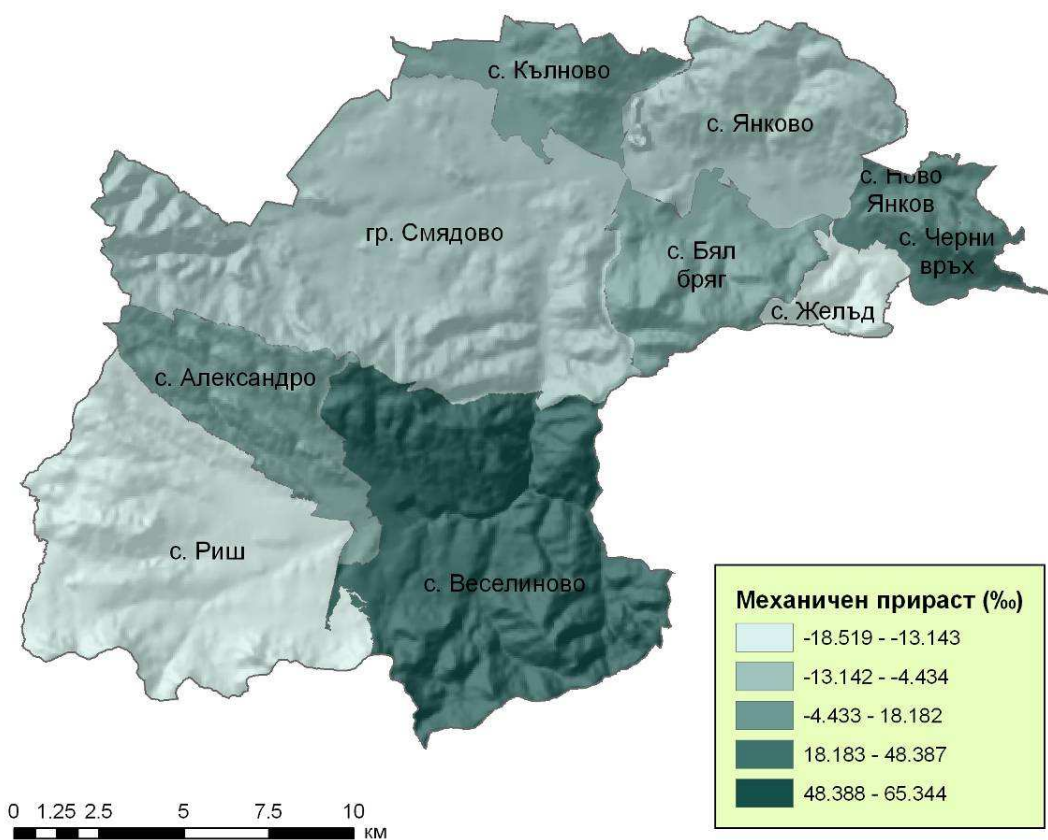 с. Кълново
с. Янково
с. Ново
Янков
гр. Смядово
с. Бял
бряг
с. Черни
връх
с. Желъд
с. Александро
с. Риш
с. Веселиново
Механичен прираст (‰)
-18.519 - -13.143
-13.142 - -4.434
-4.433 - 18.182
18.183 - 48.387
48.388 - 65.344
0 1.25 2.5 5 7.5 10
км